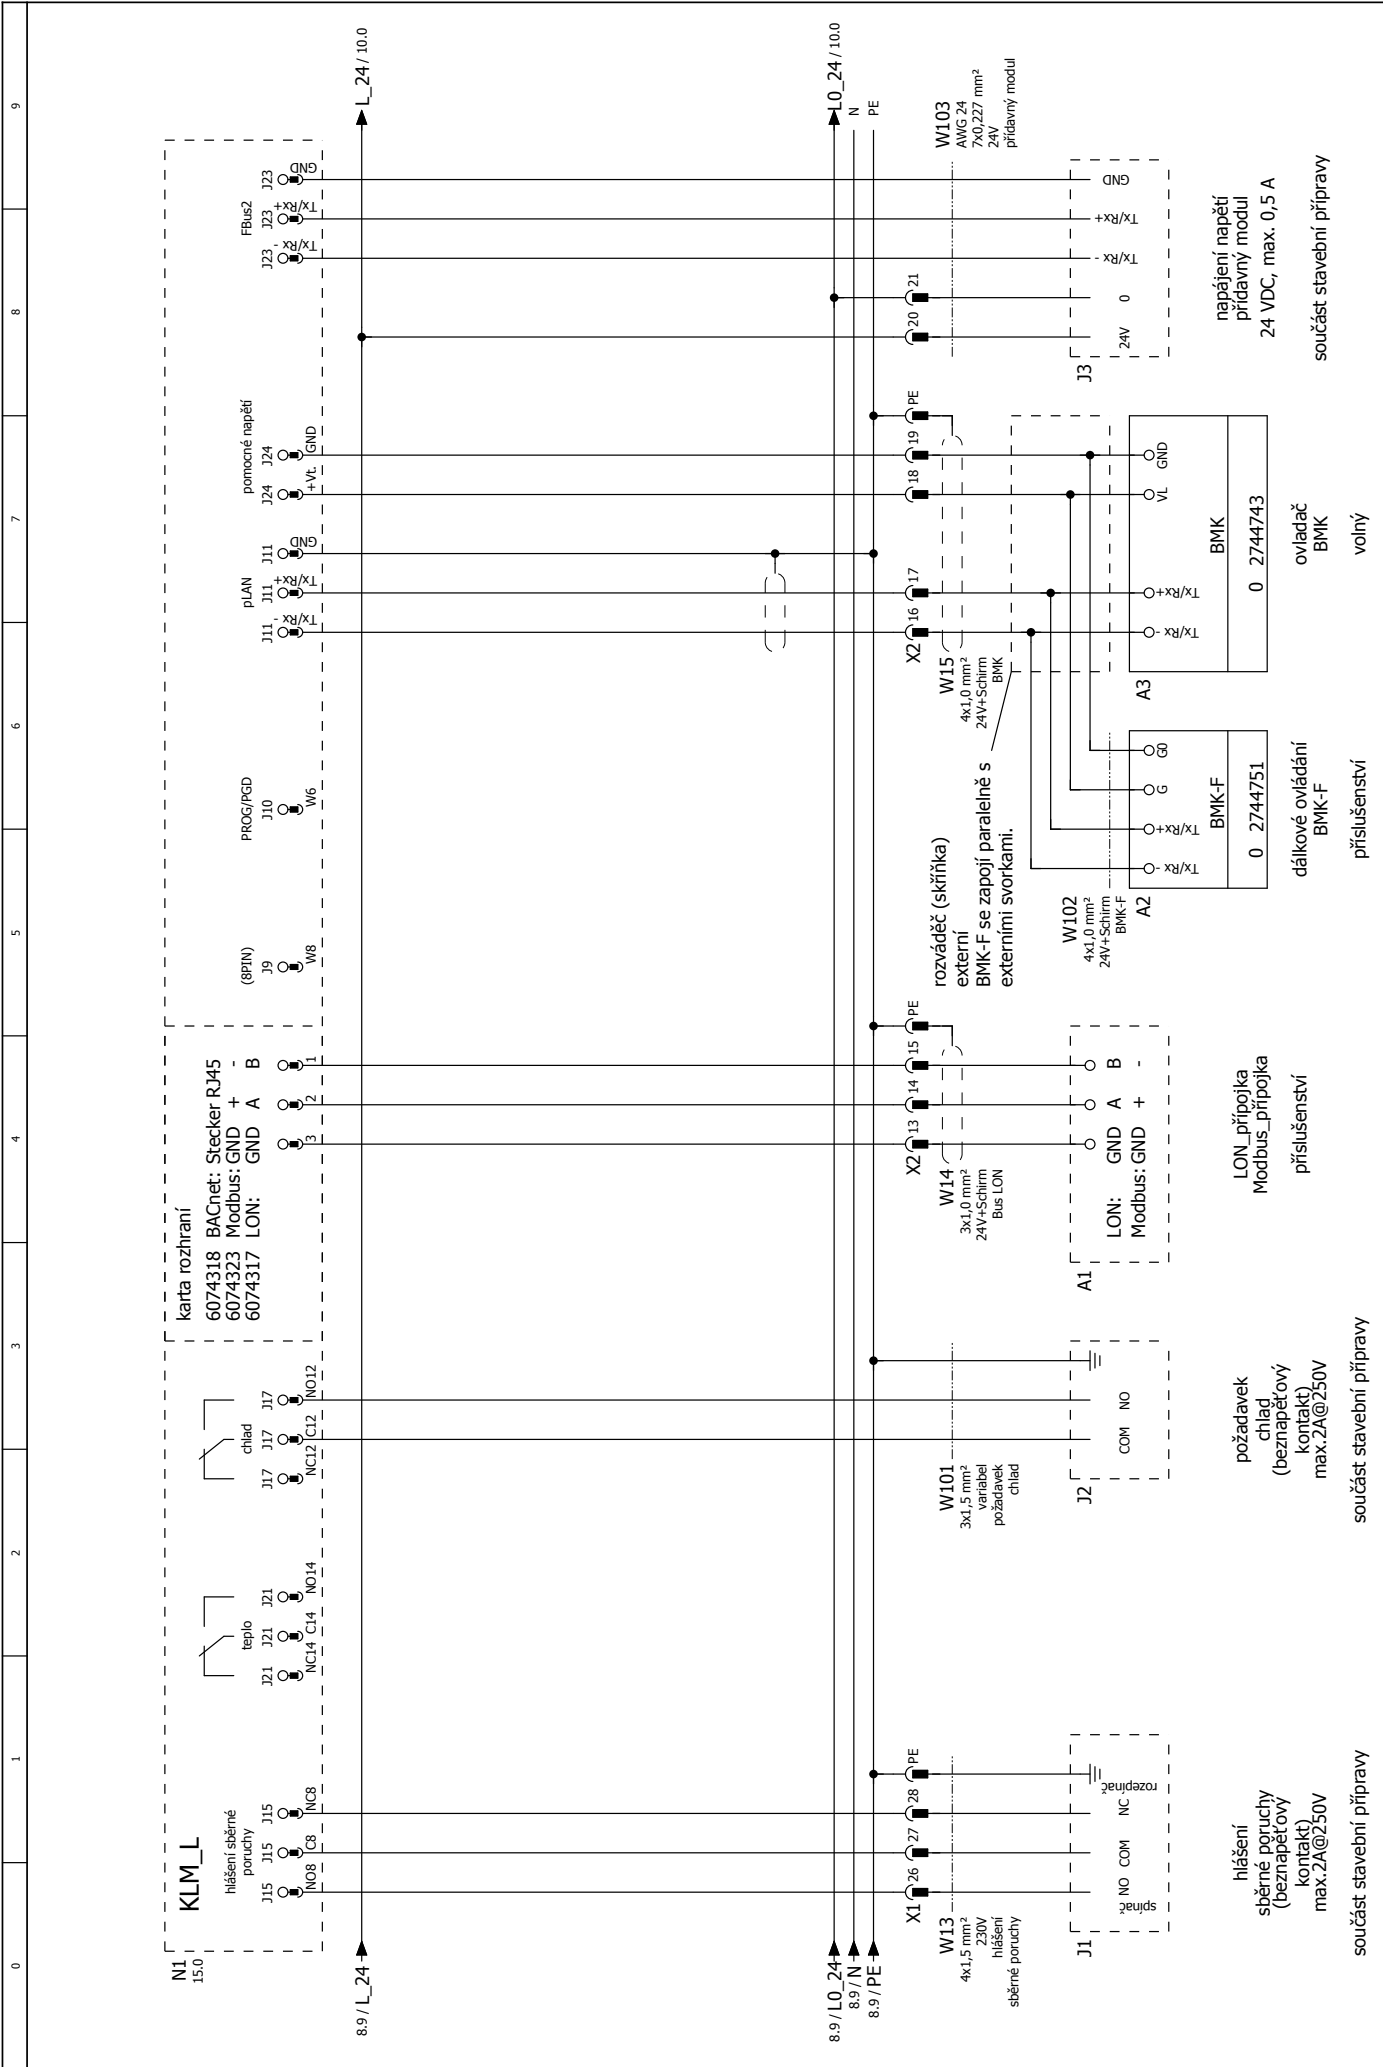 0
1
2
3
4
5
6
7
8
9
N1
15.0
KLM_L
hlášení sběrné
poruchy
J15
J15
J15
NO8
C8
NC8
teplo
J21
J21
J21
NC14
C14
NO14
chlad
J17
J17
J17
NC12
C12
NO12
karta rozhraní
6074318 BACnet: Stecker RJ45
6074323 Modbus: GND + -
6074317 LON: GND A B
3
2
1
(8PIN)
J9
W8
PROG/PGD
J10
W6
pLAN
J11
J11
J11
Tx/Rx -
Tx/Rx+
GND
pomocné napětí
J24
J24
+Vt.
GND
FBus2
J23
J23
J23
Tx/Rx -
Tx/Rx+
GND
8.9 / L_24
L_24 / 10.0
8.9 / L0_24
8.9 / N
8.9 / PE
L0_24 / 10.0
N
PE
X1
26
27
28
PE
W13
4x1,5 mm²
230V
hlášení
sběrné poruchy
J1
NO
COM
NC
spínač
rozepínač
hlášení
sběrné poruchy
(beznapěťový
kontakt)
max.2A@250V
součást stavební přípravy
W101
3x1,5 mm²
variabel
požadavek
chlad
J2
COM
NO
požadavek
chlad
(beznapěťový
kontakt)
max.2A@250V
součást stavební přípravy
X2
13
14
15
PE
W14
3x1,0 mm²
24V+Schirm
Bus LON
A1
LON: GND A B
Modbus: GND + -
LON_přípojka
Modbus_přípojka
příslušenství
rozváděč (skříňka)
externí
BMK-F se zapojí paralelně s
externími svorkami.
W102
4x1,0 mm²
24V+Schirm
BMK-F
A2
Tx/Rx -
Tx/Rx+
G
G0
BMK-F
0 2744751
dálkové ovládání
BMK-F
příslušenství
X2
16
17
18
19
PE
W15
4x1,0 mm²
24V+Schirm
BMK
A3
Tx/Rx -
Tx/Rx+
VL
GND
BMK
0 2744743
ovladač
BMK
volný
20
21
W103
AWG 24
7x0,227 mm²
24V
přídavný modul
J3
24V
0
Tx/Rx -
Tx/Rx+
GND
napájení napětí
přídavný modul
24 VDC, max. 0,5 A
součást stavební přípravy